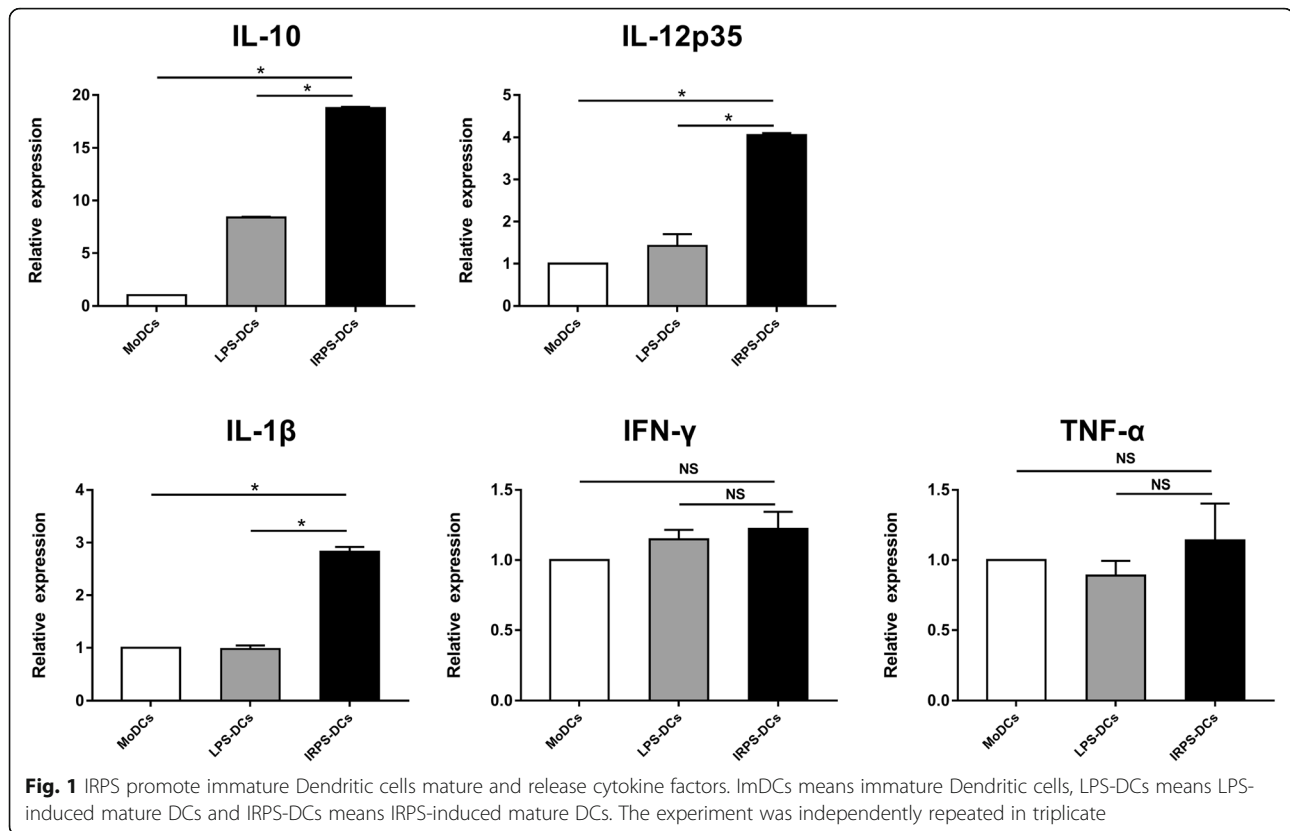 IL-10
*
*
Relative expression
20
15
10
5
0
MoDCs
LPS-DCs
IRPS-DCs
IL-12p35
*
*
Relative expression
5
4
3
2
1
0
MoDCs
LPS-DCs
IRPS-DCs
IL-1β
*
*
Relative expression
4
3
2
1
0
MoDCs
LPS-DCs
IRPS-DCs
IFN-γ
NS
NS
Relative expression
1.5
1.0
0.5
0.0
MoDCs
LPS-DCs
IRPS-DCs
TNF-α
NS
NS
Relative expression
1.5
1.0
0.5
0.0
MoDCs
LPS-DCs
IRPS-DCs
Fig. 1 IRPS promote immature Dendritic cells mature and release cytokine factors. ImDCs means immature Dendritic cells, LPS-DCs means LPS-
induced mature DCs and IRPS-DCs means IRPS-induced mature DCs. The experiment was independently repeated in triplicate